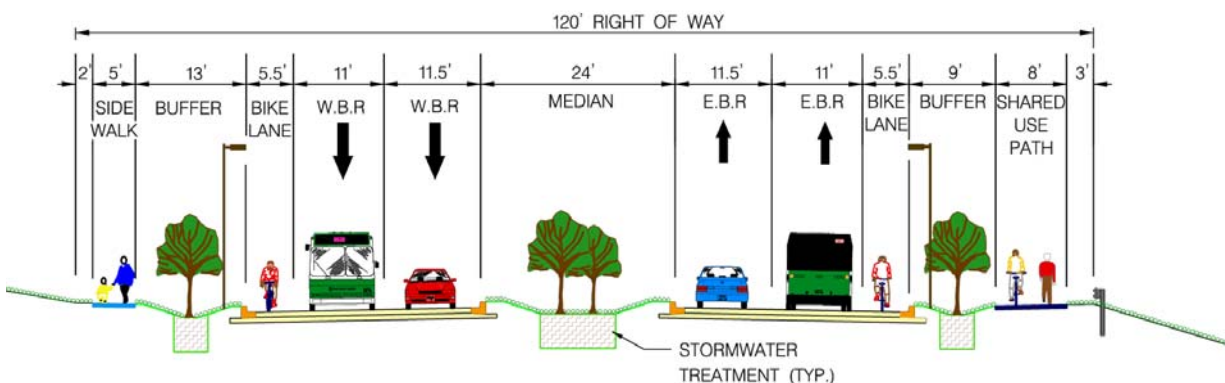 120' RIGHT OF WAY
2' 5' 13' 5.5' 11' 11.5' 24' 11.5' 11' 5.5' 9' 8' 3'
SIDE
WALK
BUFFER
BIKE
LANE
W.B.R
W.B.R
MEDIAN
E.B.R
E.B.R
BIKE
LANE
BUFFER
SHARED
USE
PATH
STORMWATER
TREATMENT (TYP.)